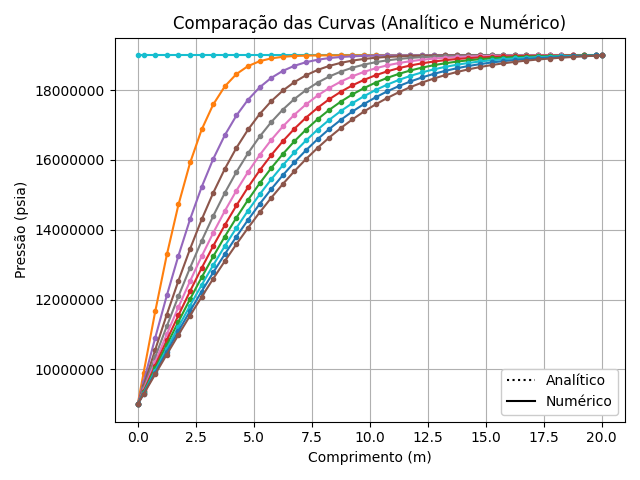 Comparação das Curvas (Analítico e Numérico)
Pressão (psia)
18000000
16000000
14000000
12000000
10000000
Analítico
Numérico
0.0 2.5 5.0 7.5 10.0 12.5 15.0 17.5 20.0
Comprimento (m)